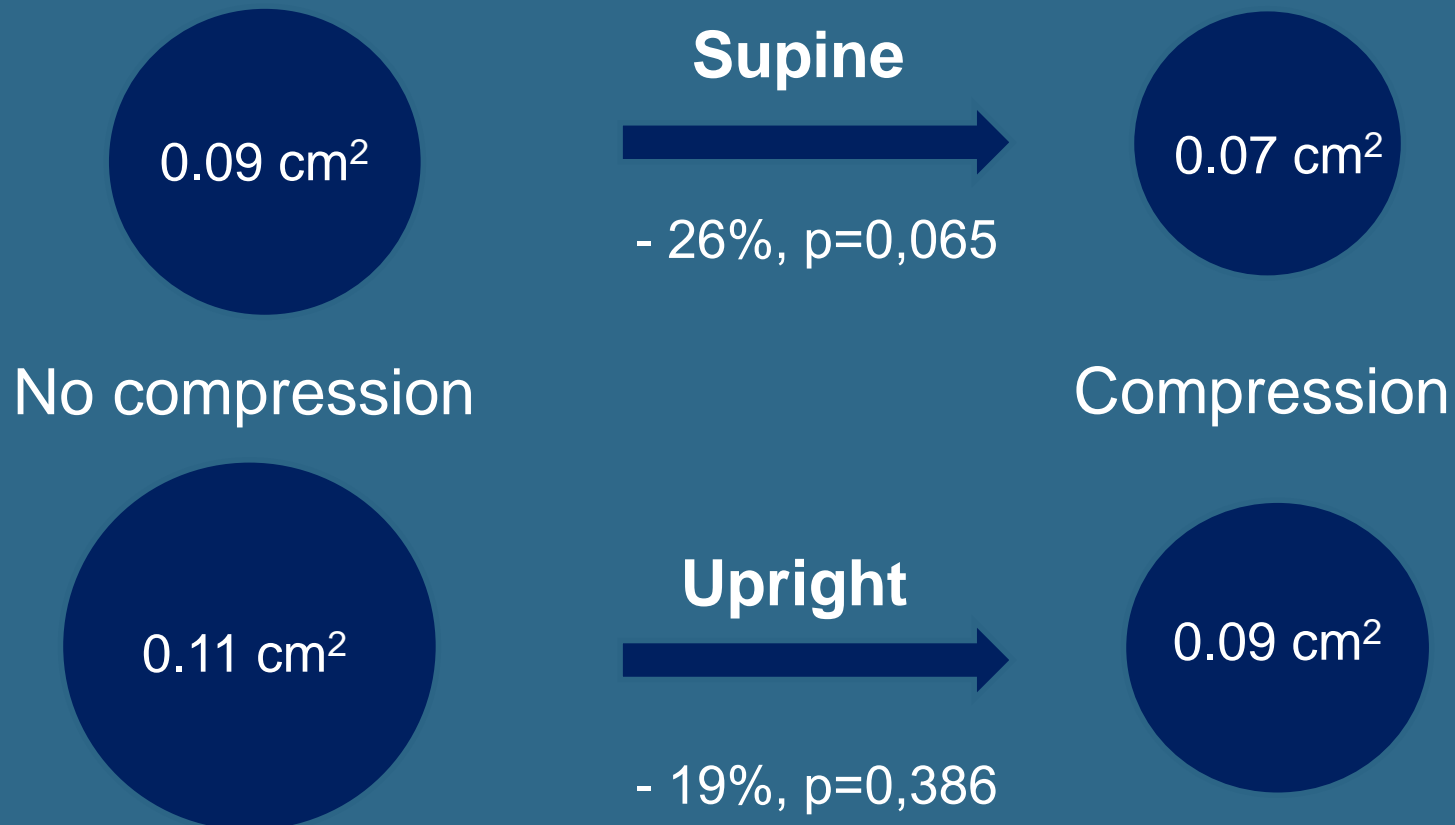 Supine
0.09 cm²
0.07 cm²
- 26%, p=0,065
No compression
Compression
Upright
0.11 cm²
0.09 cm²
- 19%, p=0,386